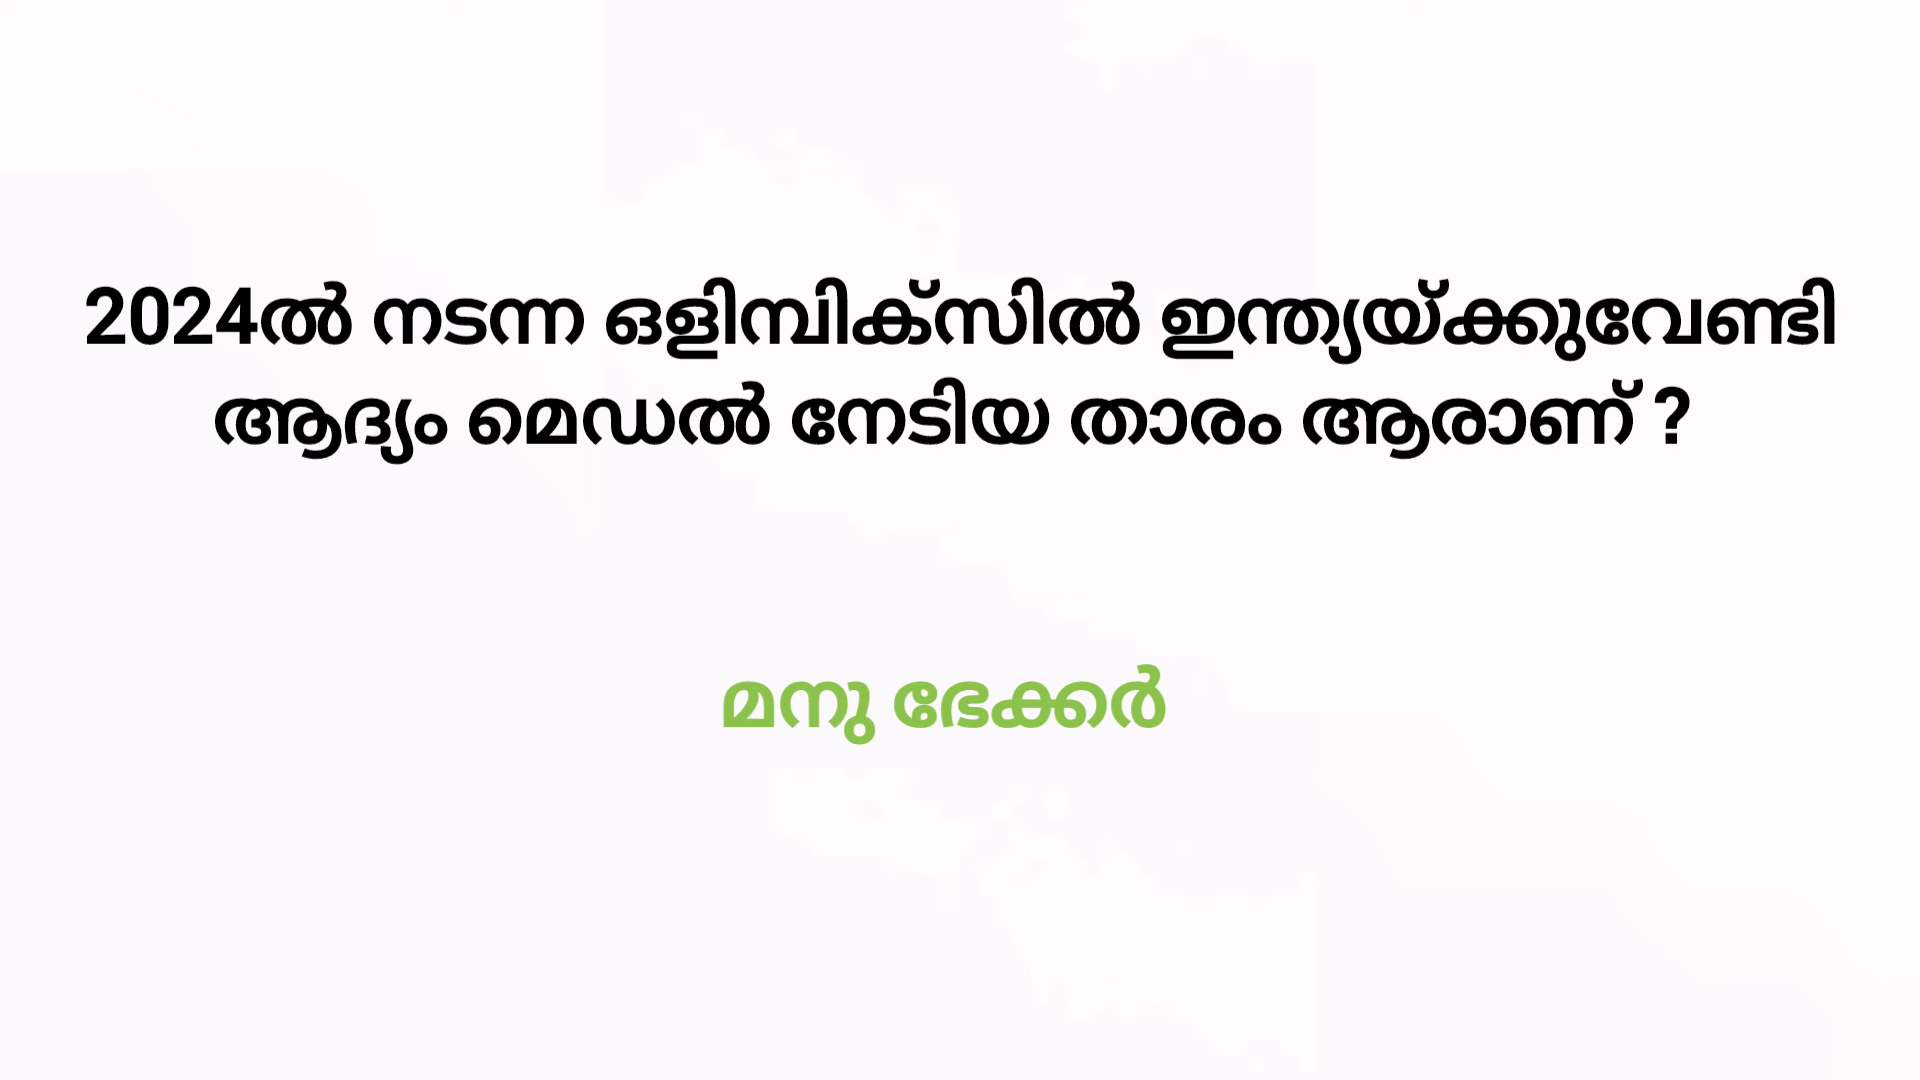 2024ൽ നടന്ന ഒളിമ്പിക്സിൽ ഇന്ത്യയ്ക്കുവേണ്ടി
ആദ്യം മെഡൽ നേടിയ താരം ആരാണ് ?
മനു ഭേക്കർ